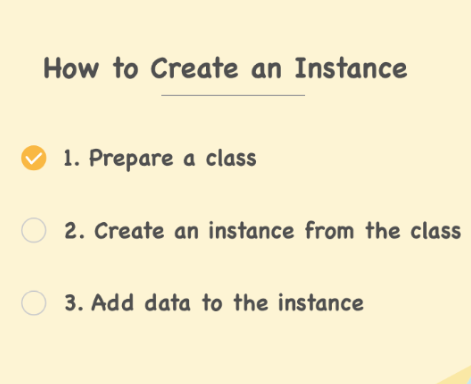 How to Create an Instance
1. Prepare a class
2. Create an instance from the class
3. Add data to the instance